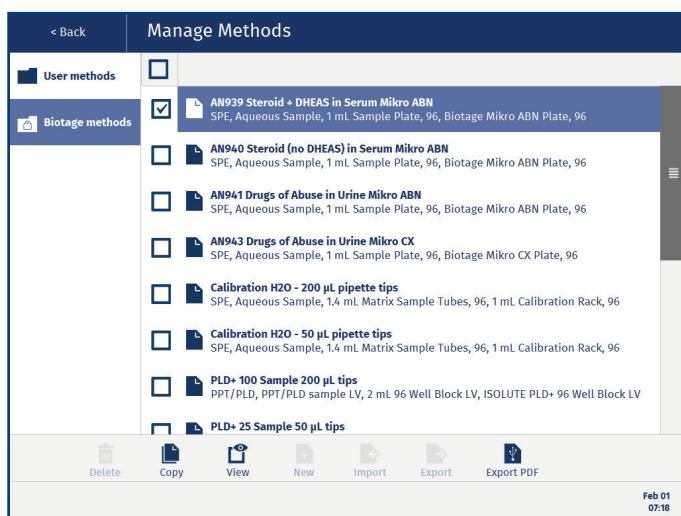 < Back
Manage Methods
User methods
Biotage methods
AN939 Steroid + DHEAS in Serum Mikro ABN
SPE, Aqueous Sample, 1 mL Sample Plate, 96, Biotage Mikro ABN Plate, 96
AN940 Steroid (no DHEAS) in Serum Mikro ABN
SPE, Aqueous Sample, 1 mL Sample Plate, 96, Biotage Mikro ABN Plate, 96
AN941 Drugs of Abuse in Urine Mikro ABN
SPE, Aqueous Sample, 1 mL Sample Plate, 96, Biotage Mikro ABN Plate, 96
AN943 Drugs of Abuse in Urine Mikro CX
SPE, Aqueous Sample, 1 mL Sample Plate, 96, Biotage Mikro CX Plate, 96
Calibration H2O - 200 µL pipette tips
SPE, Aqueous Sample, 1.4 mL Matrix Sample Tubes, 96, 1 mL Calibration Rack, 96
Calibration H2O - 50 µL pipette tips
SPE, Aqueous Sample, 1.4 mL Matrix Sample Tubes, 96, 1 mL Calibration Rack, 96
PLD+ 100 Sample 200 µL tips
PPT/PLD, PPT/PLD sample LV, 2 mL 96 Well Block LV, ISOLUTE PLD+ 96 Well Block LV
PLD+ 25 Sample 50 µL tips
Delete
Copy
View
New
Import
Export
Export PDF
Feb 01
07:18